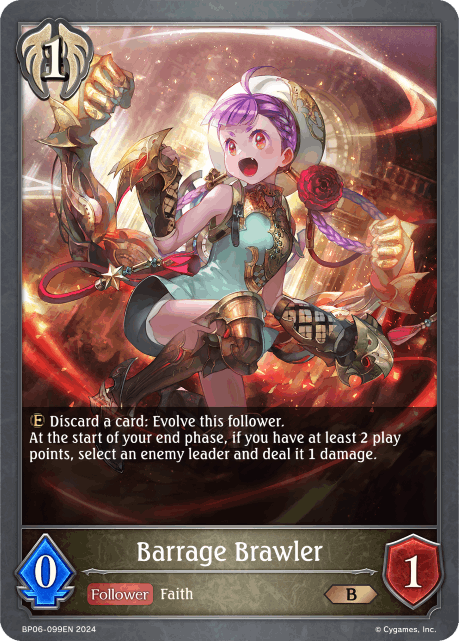 1
E Discard a card: Evolve this follower.
At the start of your end phase, if you have at least 2 play
points, select an enemy leader and deal it 1 damage.
Barrage Brawler
0
Follower Faith
B
1
BP06-099EN 2024
© Cygames, Inc.